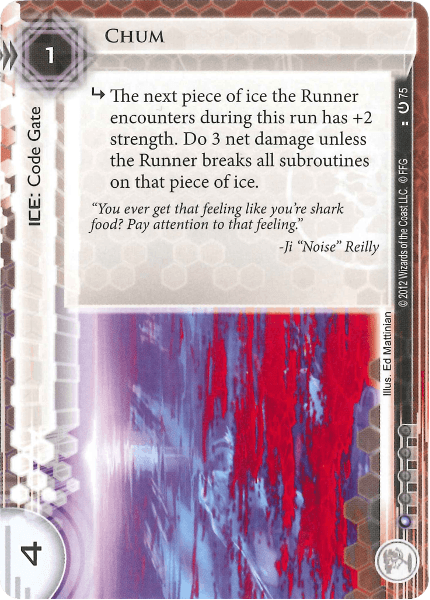 CHUM
1
ICE: Code Gate
↳ The next piece of ice the Runner
encounters during this run has +2
strength. Do 3 net damage unless
the Runner breaks all subroutines
on that piece of ice.
“You ever get that feeling like you’re shark
food? Pay attention to that feeling.”
-Ji “Noise” Reilly
75
© 2012 Wizards of the Coast LLC. © FFG
Illus. Ed Mattinian
4